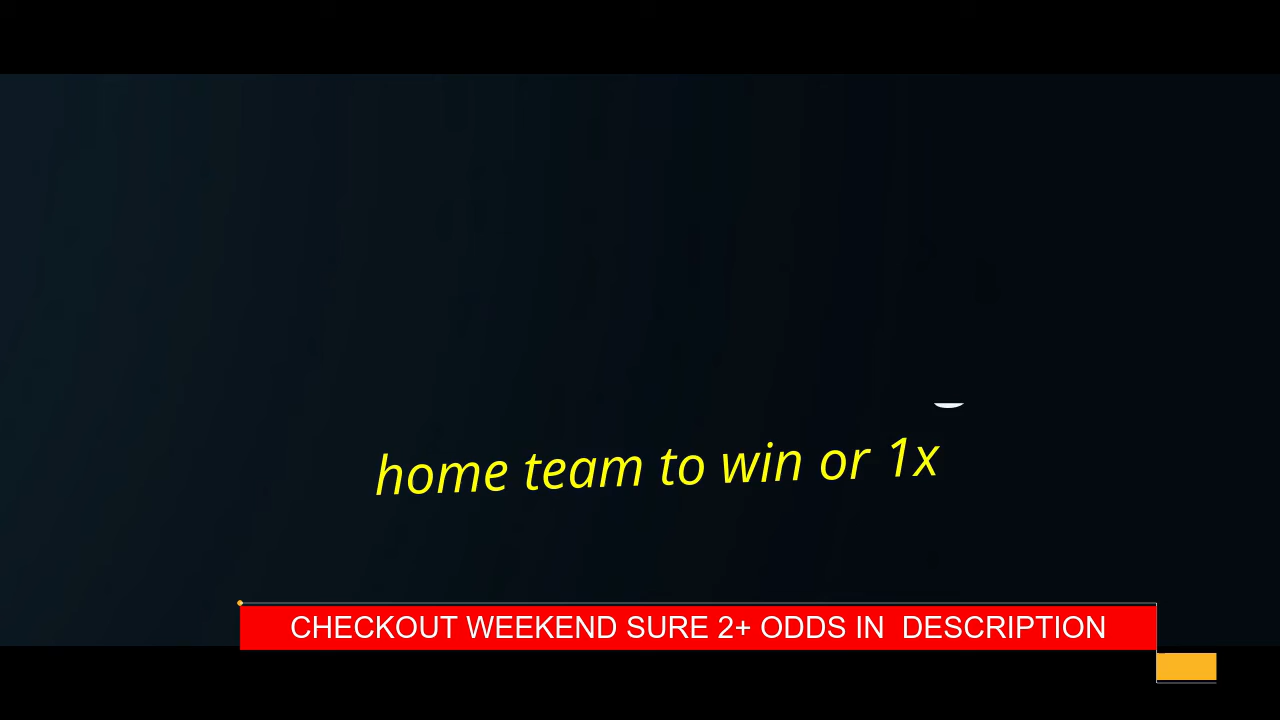 home team to win or 1x
CHECKOUT WEEKEND SURE 2+ ODDS IN  DESCRIPTION